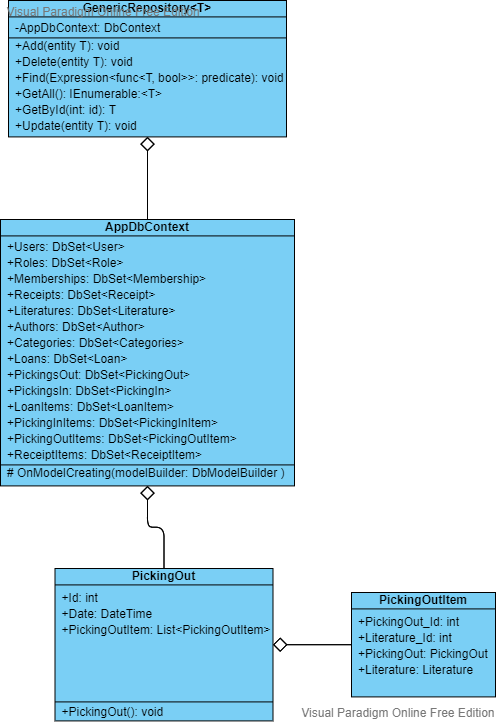 Visual Paradigm Online Free Edition
GenericRepository<T>
-AppDbContext: DbContext
+Add(entity T): void
+Delete(entity T): void
+Find(Expression<func<T, bool>>: predicate): void
+GetAll(): IEnumerable:<T>
+GetById(int: id): T
+Update(entity T): void
AppDbContext
+Users: DbSet<User>
+Roles: DbSet<Role>
+Memberships: DbSet<Membership>
+Receipts: DbSet<Receipt>
+Literatures: DbSet<Literature>
+Authors: DbSet<Author>
+Categories: DbSet<Categories>
+Loans: DbSet<Loan>
+PickingsOut: DbSet<PickingOut>
+PickingsIn: DbSet<PickingIn>
+LoanItems: DbSet<LoanItem>
+PickingInItems: DbSet<PickingInItem>
+PickingOutItems: DbSet<PickingOutItem>
+ReceiptItems: DbSet<ReceiptItem>
# OnModelCreating(modelBuilder: DbModelBuilder )
PickingOut
+Id: int
+Date: DateTime
+PickingOutItem: List<PickingOutItem>
+PickingOut(): void
PickingOutItem
+PickingOut_Id: int
+Literature_Id: int
+PickingOut: PickingOut
+Literature: Literature
Visual Paradigm Online Free Edition